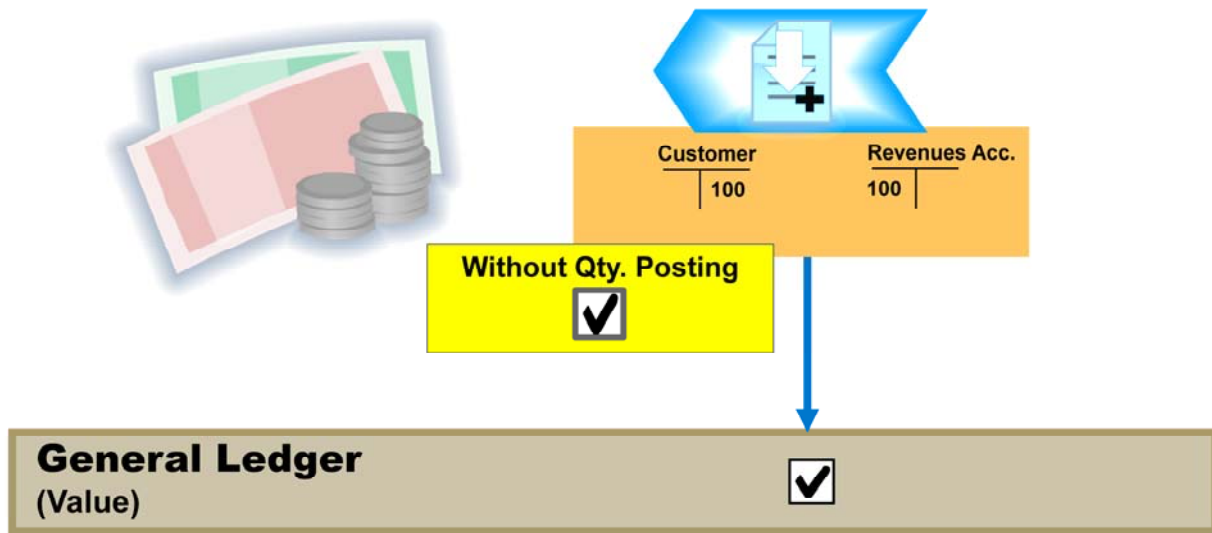 Customer
100
Revenues Acc.
100
Without Qty. Posting
General Ledger
(Value)